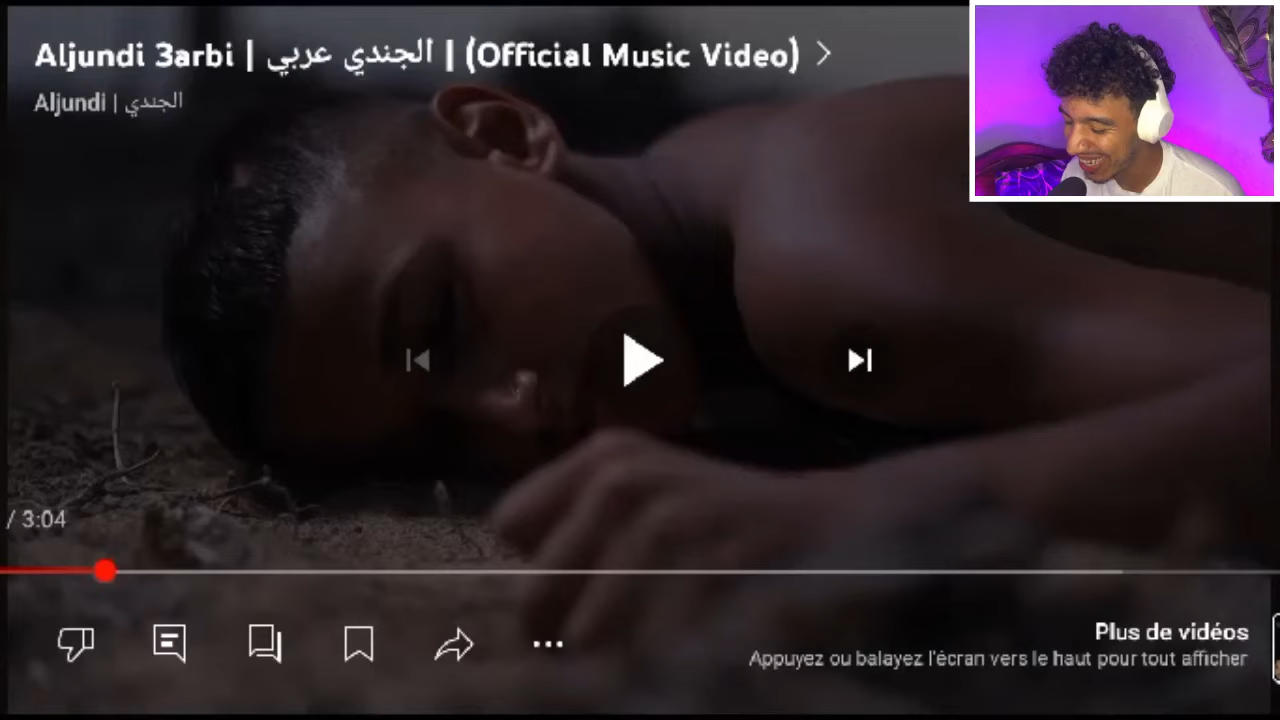 Aljundi 3arbi | الجندي عربي | (Official Music Video)
Aljundi | الجندي
/ 3:04
Plus de vidéos
Appuyez ou balayez l'écran vers le haut pour tout afficher